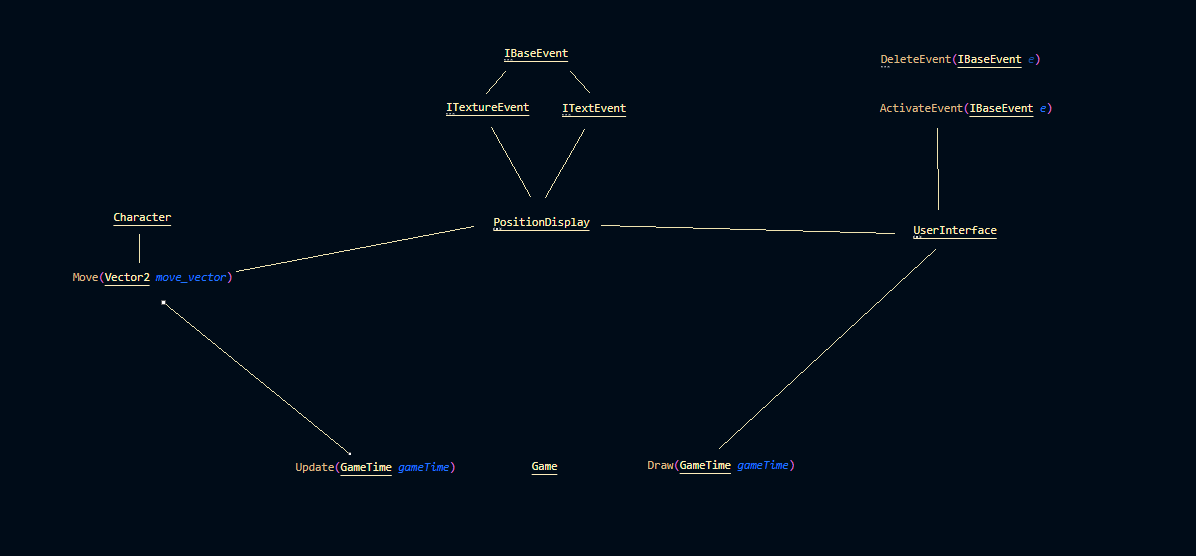 IBaseEvent
DeleteEvent(IBaseEvent e)
ITextureEvent
ITextEvent
ActivateEvent(IBaseEvent e)
Character
PositionDisplay
UserInterface
Move(Vector2 move_vector)
Update(GameTime gameTime)
Game
Draw(GameTime gameTime)